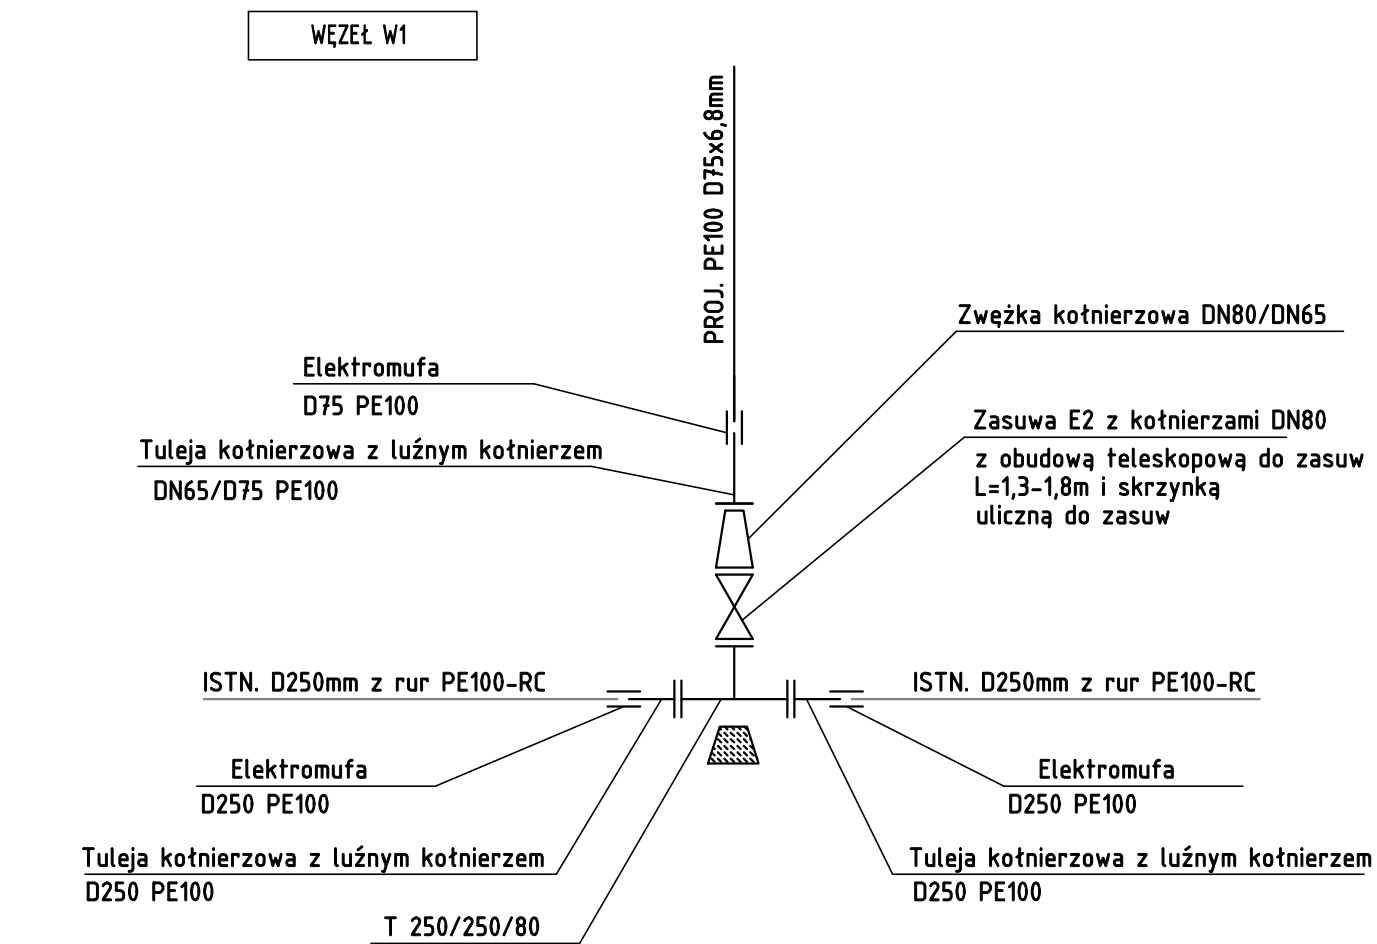 WĘZEŁ W1
PROJ. PE100 D75x6,8mm
Zwężka kołnierzowa DN80/DN65
Elektromufa
D75 PE100
Zasuwa E2 z kołnierzami DN80
z obudową teleskopową do zasuw
L=1,3-1,8m i skrzynką
uliczną do zasuw
Tuleja kołnierzowa z luźnym kołnierzem
DN65/D75 PE100
ISTN. D250mm z rur PE100-RC
ISTN. D250mm z rur PE100-RC
Elektromufa
D250 PE100
Elektromufa
D250 PE100
Tuleja kołnierzowa z luźnym kołnierzem
D250 PE100
Tuleja kołnierzowa z luźnym kołnierzem
D250 PE100
T 250/250/80